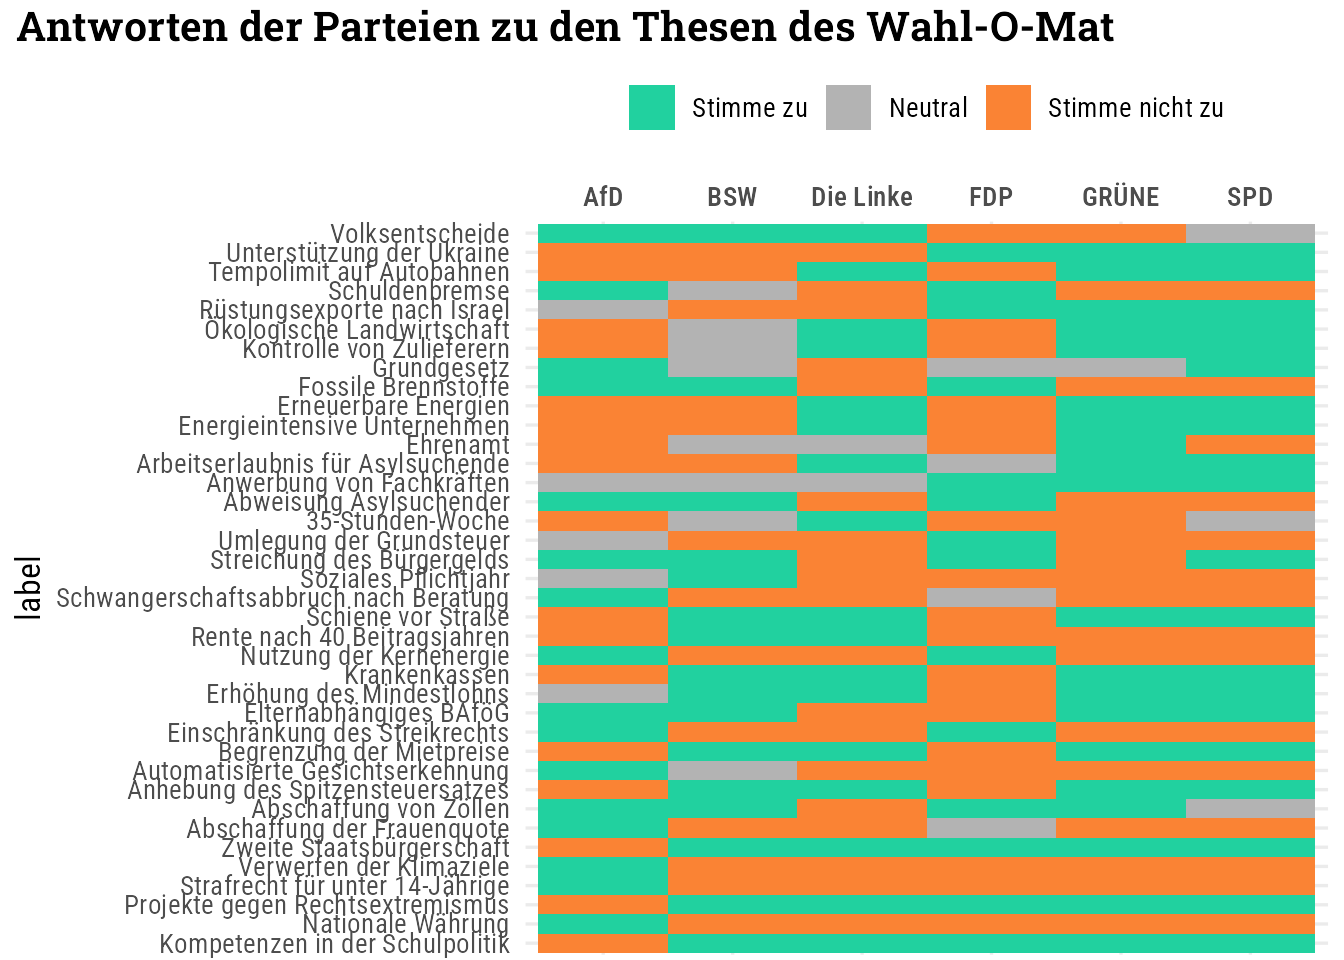 Antworten der Parteien zu den Thesen des Wahl-O-Mat
Stimme zu Neutral Stimme nicht zu
AfD BSW Die Linke FDP GRÜNE SPD
Volksentscheide
Unterstützung der Ukraine
Tempolimit auf Autobahnen
Schuldenbremse
Rüstungsexporte nach Israel
Ökologische Landwirtschaft
Kontrolle von Zulieferern
Grundgesetz
Fossile Brennstoffe
Erneuerbare Energien
Energieintensive Unternehmen
Ehrenamt
Arbeitserlaubnis für Asylsuchende
Anwerbung von Fachkräften
Abweisung Asylsuchender
35-Stunden-Woche
Umlegung der Grundsteuer
Streichung des Bürgergelds
Soziales Pflichtjahr
Schwangerschaftsabbruch nach Beratung
Schiene vor Straße
Rente nach 40 Beitragsjahren
Nutzung der Kernenergie
Krankenkassen
Erhöhung des Mindestlohns
Elternabhängiges BAföG
Einschränkung des Streikrechts
Begrenzung der Mietpreise
Automatisierte Gesichtserkennung
Anhebung des Spitzensteuersatzes
Abschaffung von Zöllen
Abschaffung der Frauenquote
Zweite Staatsbürgerschaft
Verwerfen der Klimaziele
Strafrecht für unter 14-Jährige
Projekte gegen Rechtsextremismus
Nationale Währung
Kompetenzen in der Schulpolitik
label